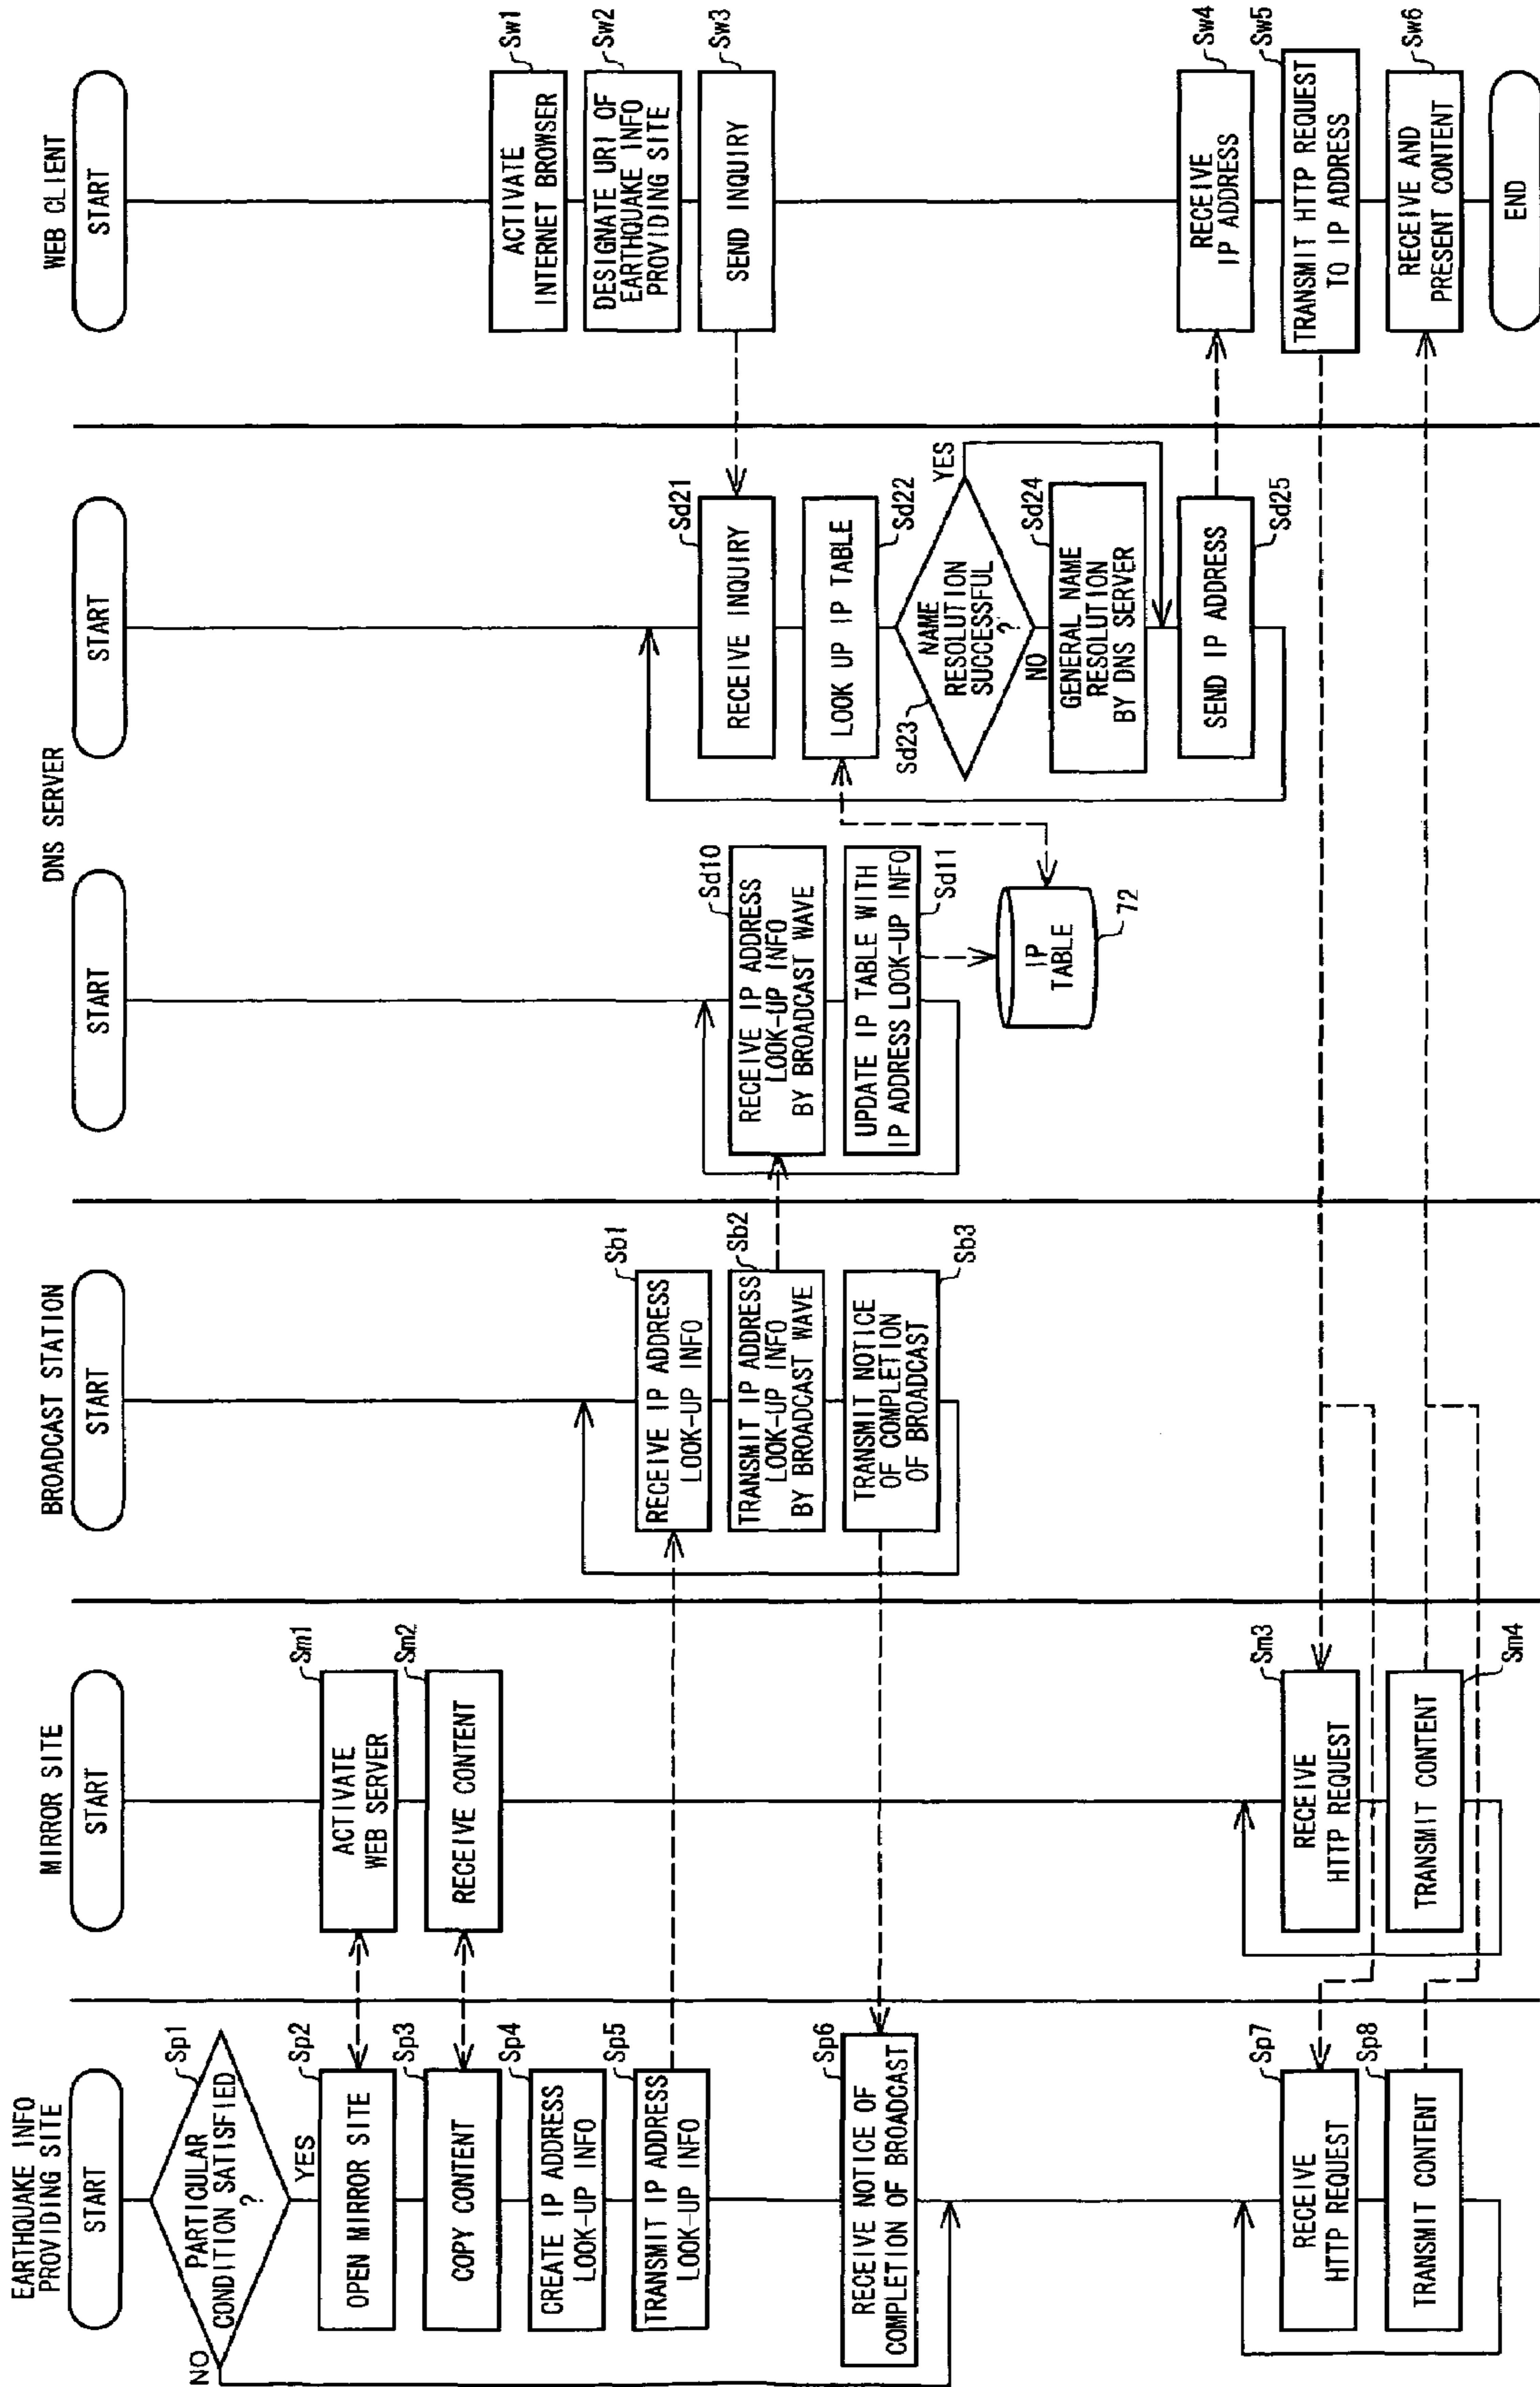 EARTHQUAKE INFO
PROVIDING SITE
START
PARTICULAR
CONDITION SATISFIED
?
Sp1
NO
YES
OPEN MIRROR SITE
Sp2
COPY CONTENT
Sp3
CREATE IP ADDRESS
LOOK-UP INFO
Sp4
TRANSMIT IP ADDRESS
LOOK-UP INFO
Sp5
RECEIVE NOTICE OF
COMPLETION OF BROADCAST
Sp6
RECEIVE
HTTP REQUEST
Sp7
TRANSMIT CONTENT
Sp8
MIRROR SITE
START
ACTIVATE
WEB SERVER
Sm1
RECEIVE CONTENT
Sm2
RECEIVE
HTTP REQUEST
Sm3
TRANSMIT CONTENT
Sm4
BROADCAST STATION
START
RECEIVE IP ADDRESS
LOOK-UP INFO
Sb1
TRANSMIT IP ADDRESS
LOOK-UP INFO
BY BROADCAST WAVE
Sb2
TRANSMIT NOTICE
OF COMPLETION
OF BROADCAST
Sb3
DNS SERVER
START
RECEIVE IP ADDRESS
LOOK-UP INFO
BY BROADCAST WAVE
Sd10
UPDATE IP TABLE WITH
IP ADDRESS LOOK-UP INFO
Sd11
IP
TABLE
72
START
RECEIVE INQUIRY
Sd21
LOOK UP IP TABLE
Sd22
NAME
RESOLUTION
SUCCESSFUL
?
Sd23
YES
NO
GENERAL NAME
RESOLUTION
BY DNS SERVER
Sd24
SEND IP ADDRESS
Sd25
WEB CLIENT
START
ACTIVATE
INTERNET BROWSER
Sw1
DESIGNATE URI OF
EARTHQUAKE INFO
PROVIDING SITE
Sw2
SEND INQUIRY
Sw3
RECEIVE
IP ADDRESS
Sw4
TRANSMIT HTTP REQUEST
TO IP ADDRESS
Sw5
RECEIVE AND
PRESENT CONTENT
Sw6
END